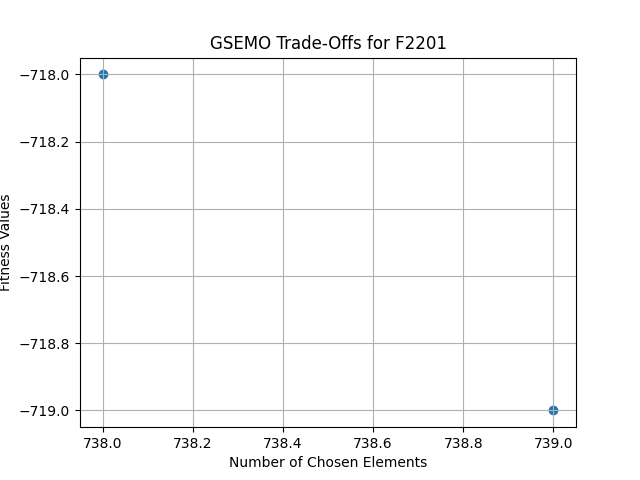 GSEMO Trade-Offs for F2201
−718.0
−718.2
−718.4
−718.6
−718.8
−719.0
Fitness Values
738.0 738.2 738.4 738.6 738.8 739.0
Number of Chosen Elements